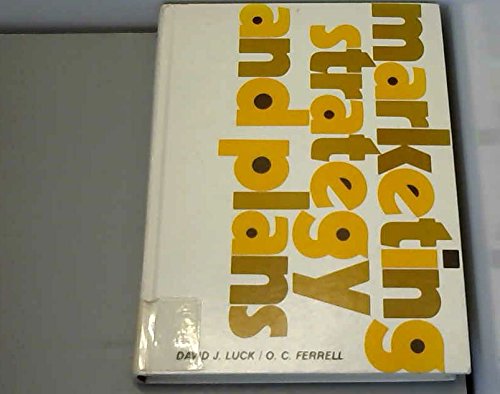 marketing
strategy
and plans
DAVID J. LUCK / O. C. FERRELL